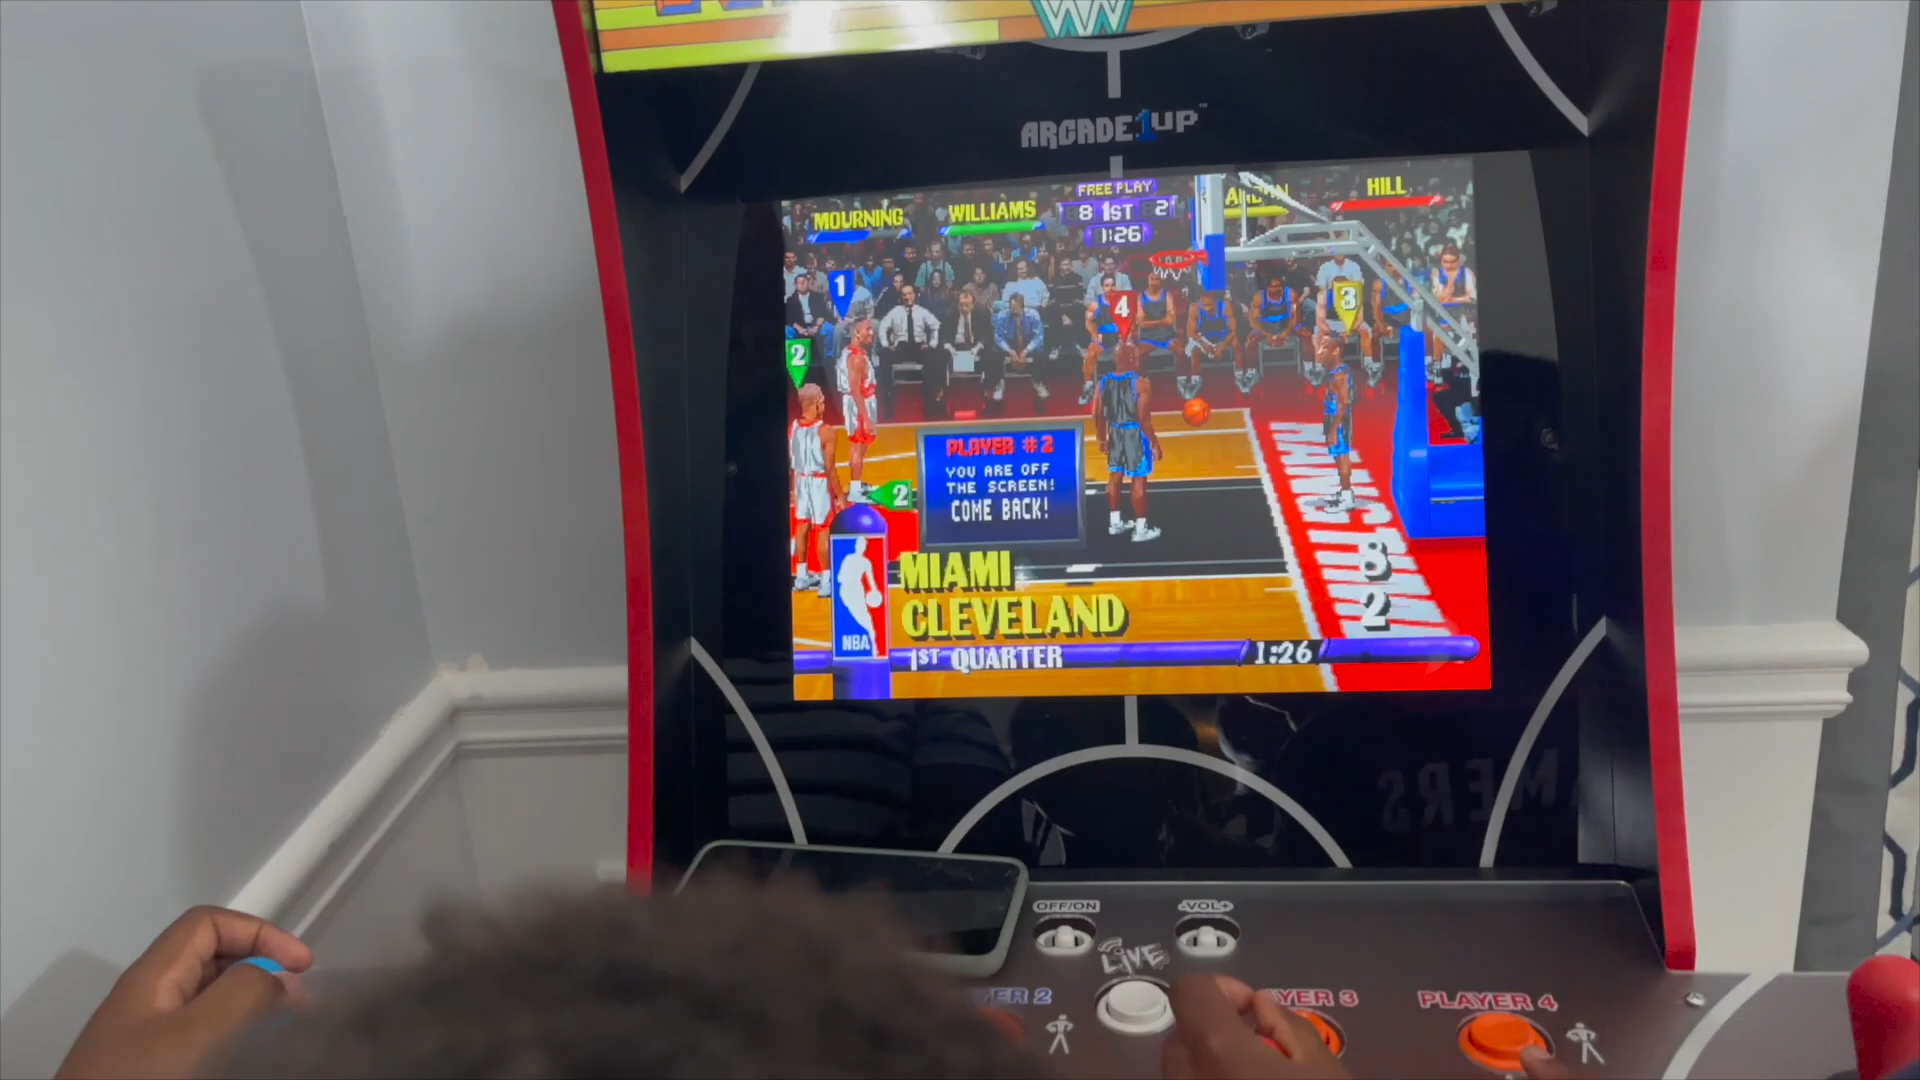 ARCADE1UP™
FREE PLAY
MOURNING
WILLIAMS
HILL
8 1ST 2
1:26
1
2
4
3
PLAYER #2
YOU ARE OFF
THE SCREEN!
COME BACK!
2
MIAMI 8
CLEVELAND 2
NBA
1ST QUARTER 1:26
HANGTIME
OFF/ON
-VOL+
LIVE
PLAYER 4